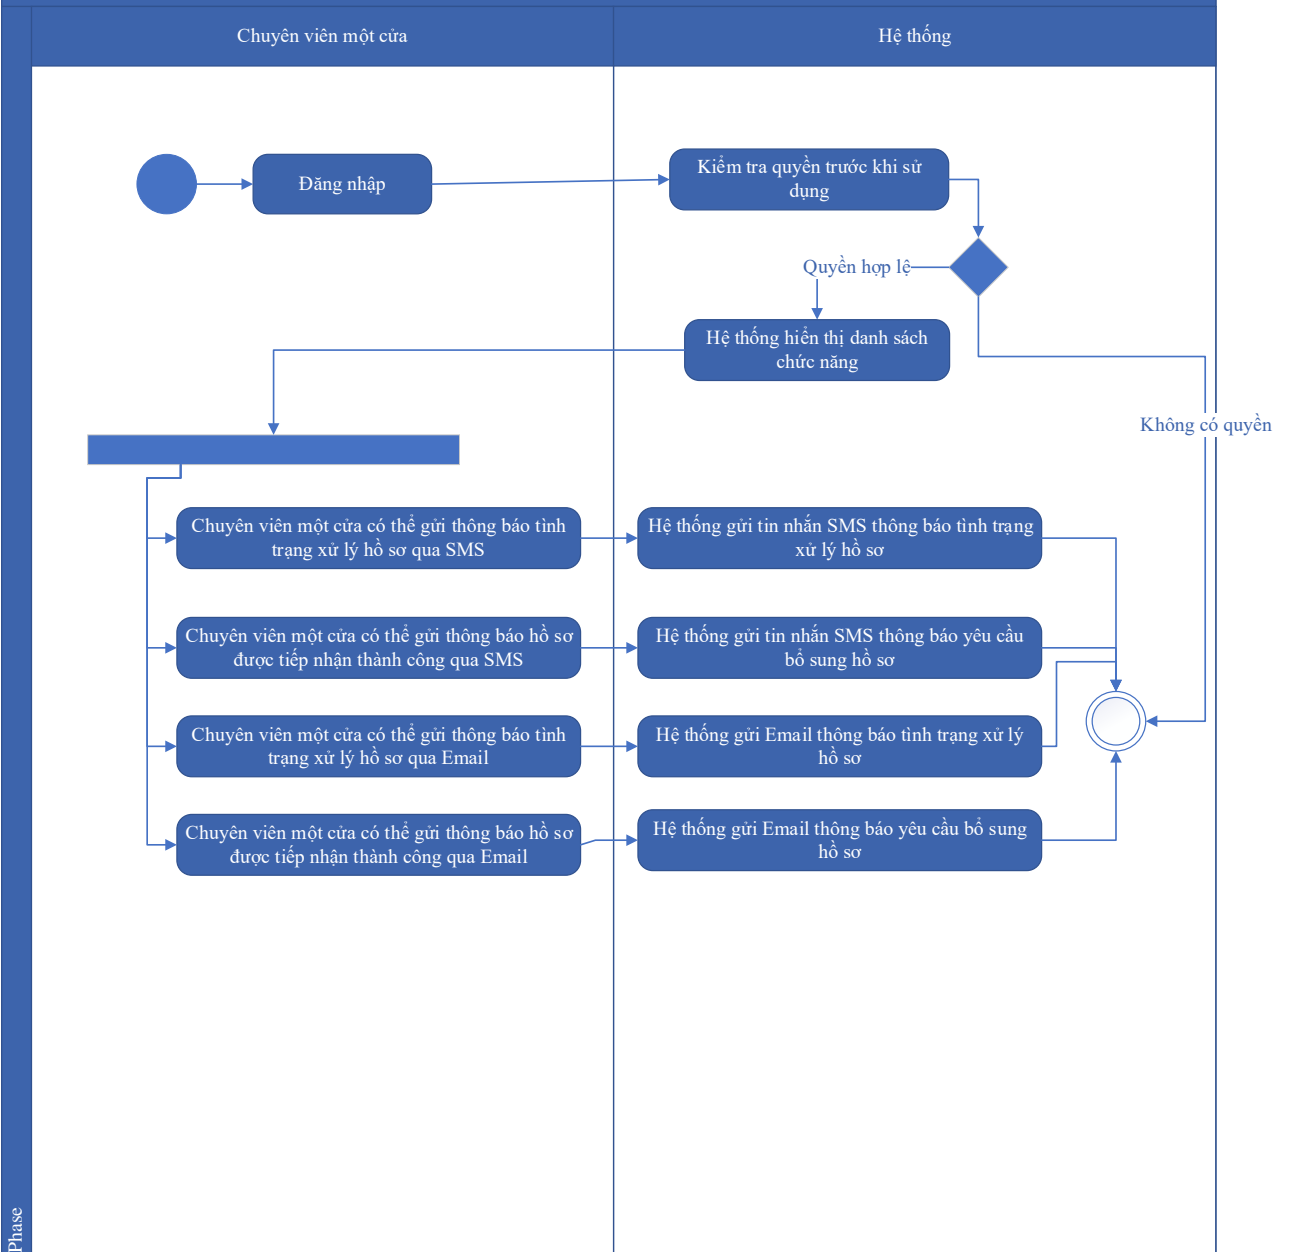 Chuyên viên một cửa
Hệ thống
Đăng nhập
Kiểm tra quyền trước khi sử
dụng
Quyền hợp lệ
Hệ thống hiển thị danh sách
chức năng
Không có quyền
Chuyên viên một cửa có thể gửi thông báo tình
trạng xử lý hồ sơ qua SMS
Hệ thống gửi tin nhắn SMS thông báo tình trạng
xử lý hồ sơ
Chuyên viên một cửa có thể gửi thông báo hồ sơ
được tiếp nhận thành công qua SMS
Hệ thống gửi tin nhắn SMS thông báo yêu cầu
bổ sung hồ sơ
Chuyên viên một cửa có thể gửi thông báo tình
trạng xử lý hồ sơ qua Email
Hệ thống gửi Email thông báo tình trạng xử lý
hồ sơ
Chuyên viên một cửa có thể gửi thông báo hồ sơ
được tiếp nhận thành công qua Email
Hệ thống gửi Email thông báo yêu cầu bổ sung
hồ sơ
Phase